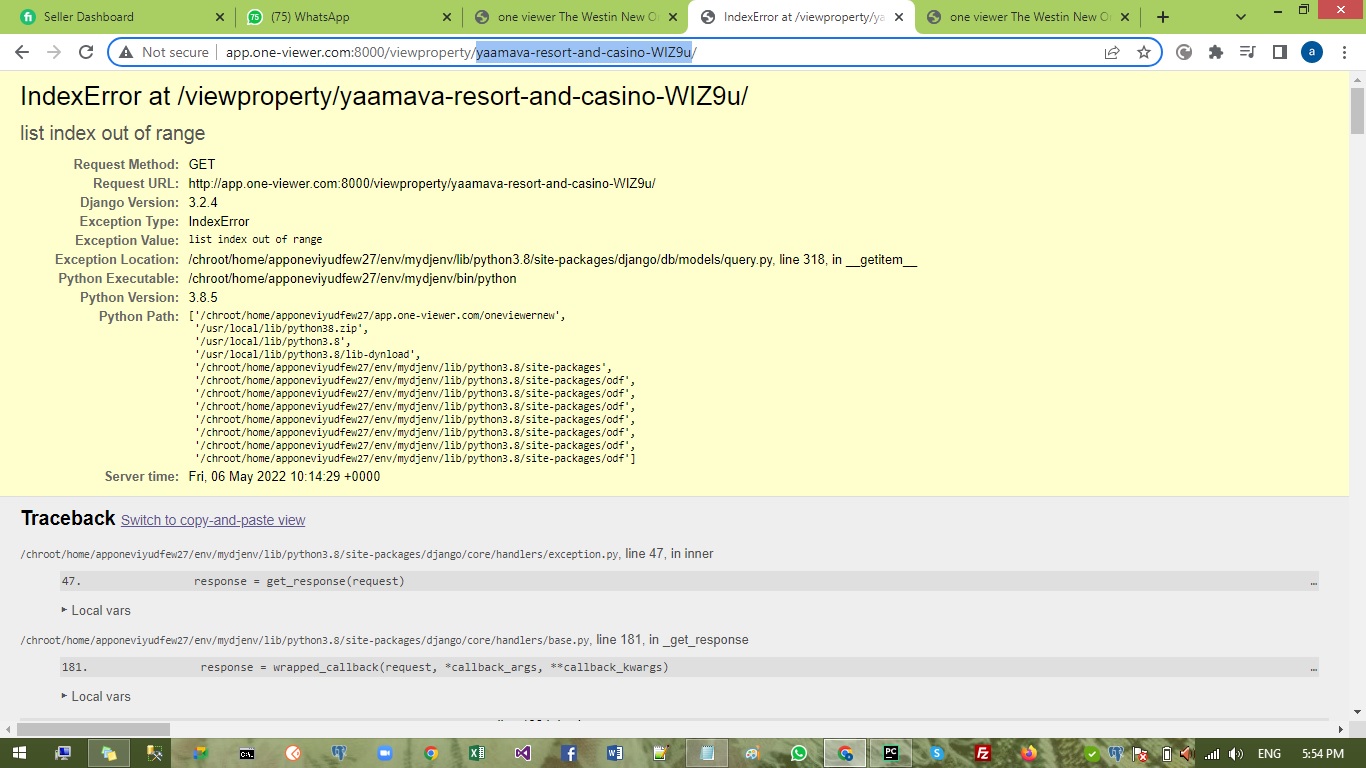 Seller Dashboard
(75) WhatsApp
one viewer The Westin New O
IndexError at /viewproperty/ya
one viewer The Westin New O
Not secure
app.one-viewer.com:8000/viewproperty/yaamava-resort-and-casino-WIZ9u/
a
IndexError at /viewproperty/yaamava-resort-and-casino-WIZ9u/
list index out of range
Request Method: GET
Request URL: http://app.one-viewer.com:8000/viewproperty/yaamava-resort-and-casino-WIZ9u/
Django Version: 3.2.4
Exception Type: IndexError
Exception Value: list index out of range
Exception Location: /chroot/home/apponeviyudfew27/env/mydjenv/lib/python3.8/site-packages/django/db/models/query.py, line 318, in __getitem__
Python Executable: /chroot/home/apponeviyudfew27/env/mydjenv/bin/python
Python Version: 3.8.5
Python Path: ['/chroot/home/apponeviyudfew27/app.one-viewer.com/oneviewernew',
'/usr/local/lib/python38.zip',
'/usr/local/lib/python3.8',
'/usr/local/lib/python3.8/lib-dynload',
'/chroot/home/apponeviyudfew27/env/mydjenv/lib/python3.8/site-packages',
'/chroot/home/apponeviyudfew27/env/mydjenv/lib/python3.8/site-packages/odf',
'/chroot/home/apponeviyudfew27/env/mydjenv/lib/python3.8/site-packages/odf',
'/chroot/home/apponeviyudfew27/env/mydjenv/lib/python3.8/site-packages/odf',
'/chroot/home/apponeviyudfew27/env/mydjenv/lib/python3.8/site-packages/odf',
'/chroot/home/apponeviyudfew27/env/mydjenv/lib/python3.8/site-packages/odf',
'/chroot/home/apponeviyudfew27/env/mydjenv/lib/python3.8/site-packages/odf',
'/chroot/home/apponeviyudfew27/env/mydjenv/lib/python3.8/site-packages/odf']
Server time: Fri, 06 May 2022 10:14:29 +0000
Traceback Switch to copy-and-paste view
/chroot/home/apponeviyudfew27/env/mydjenv/lib/python3.8/site-packages/django/core/handlers/exception.py, line 47, in inner
47. response = get_response(request) …
Local vars
/chroot/home/apponeviyudfew27/env/mydjenv/lib/python3.8/site-packages/django/core/handlers/base.py, line 181, in _get_response
181. response = wrapped_callback(request, *callback_args, **callback_kwargs) …
Local vars
ENG
5:54 PM